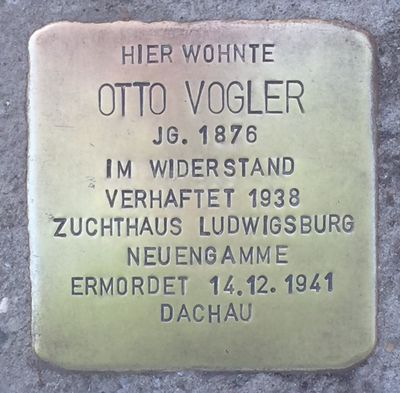 HIER WOHNTE
OTTO VOGLER
JG. 1876
IM WIDERSTAND
VERHAFTET 1938
ZUCHTHAUS LUDWIGSBURG
NEUENGAMME
ERMORDET 14.12.1941
DACHAU